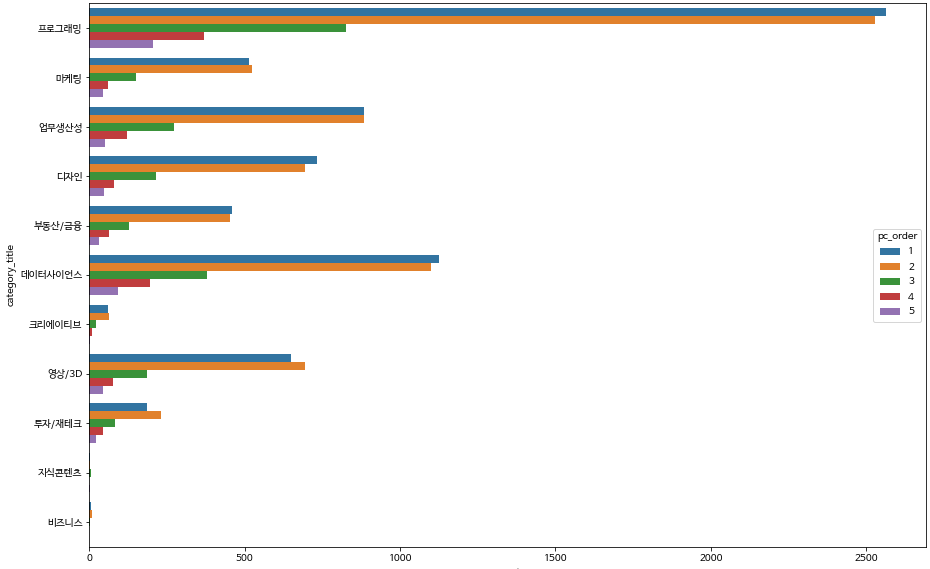 프로그래밍
마케팅
업무생산성
디자인
부동산/금융
데이터사이언스
크리에이티브
영상/3D
투자/재테크
지식콘텐츠
비즈니스
category_title
0 500 1000 1500 2000 2500
pc_order
1
2
3
4
5